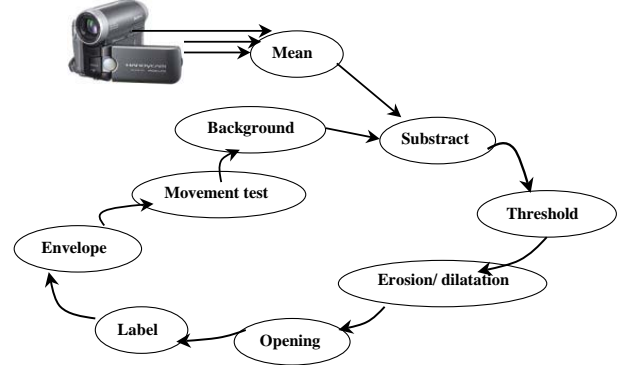 Mean
Background
Substract
Movement test
Threshold
Envelope
Erosion/ dilatation
Label
Opening